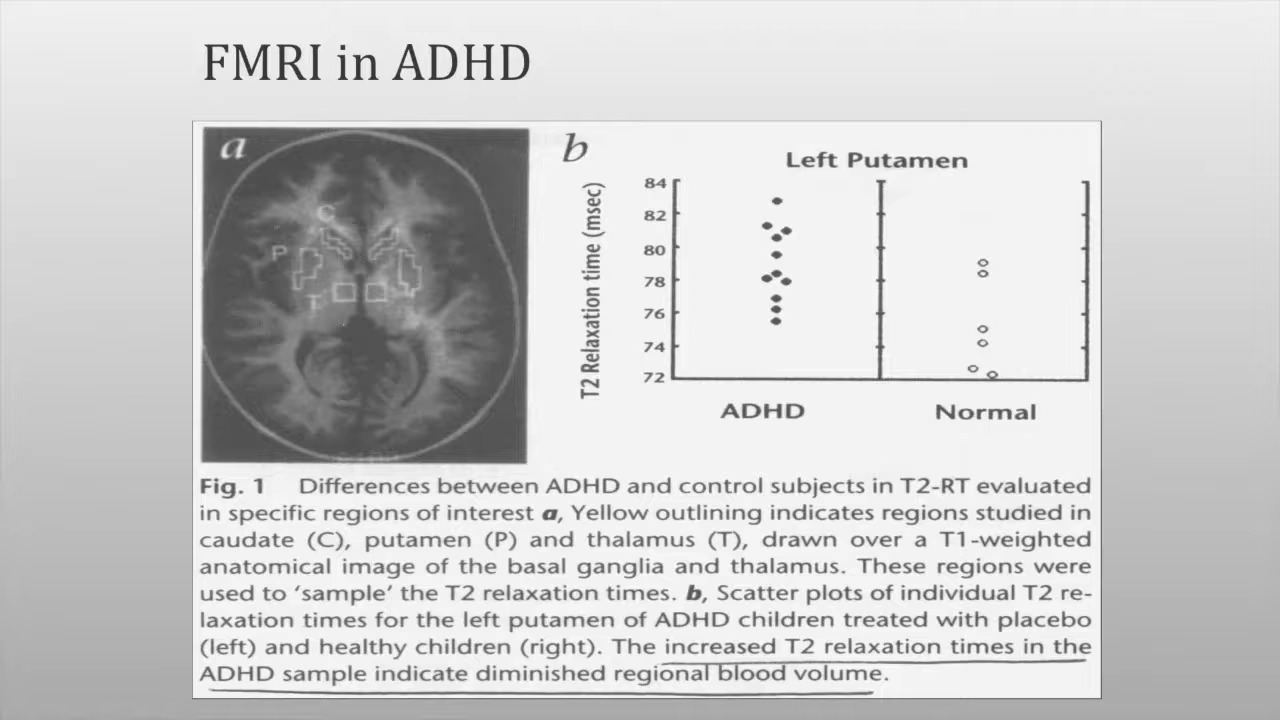 FMRI in ADHD
a
C
P
T
b
Left Putamen
T2 Relaxation time (msec)
84
82
80
78
76
74
72
ADHD
Normal
Fig. 1 Differences between ADHD and control subjects in T2-RT evaluated
in specific regions of interest a, Yellow outlining indicates regions studied in
caudate (C), putamen (P) and thalamus (T), drawn over a T1-weighted
anatomical image of the basal ganglia and thalamus. These regions were
used to ‘sample’ the T2 relaxation times. b, Scatter plots of individual T2 re-
laxation times for the left putamen of ADHD children treated with placebo
(left) and healthy children (right). The increased T2 relaxation times in the
ADHD sample indicate diminished regional blood volume.